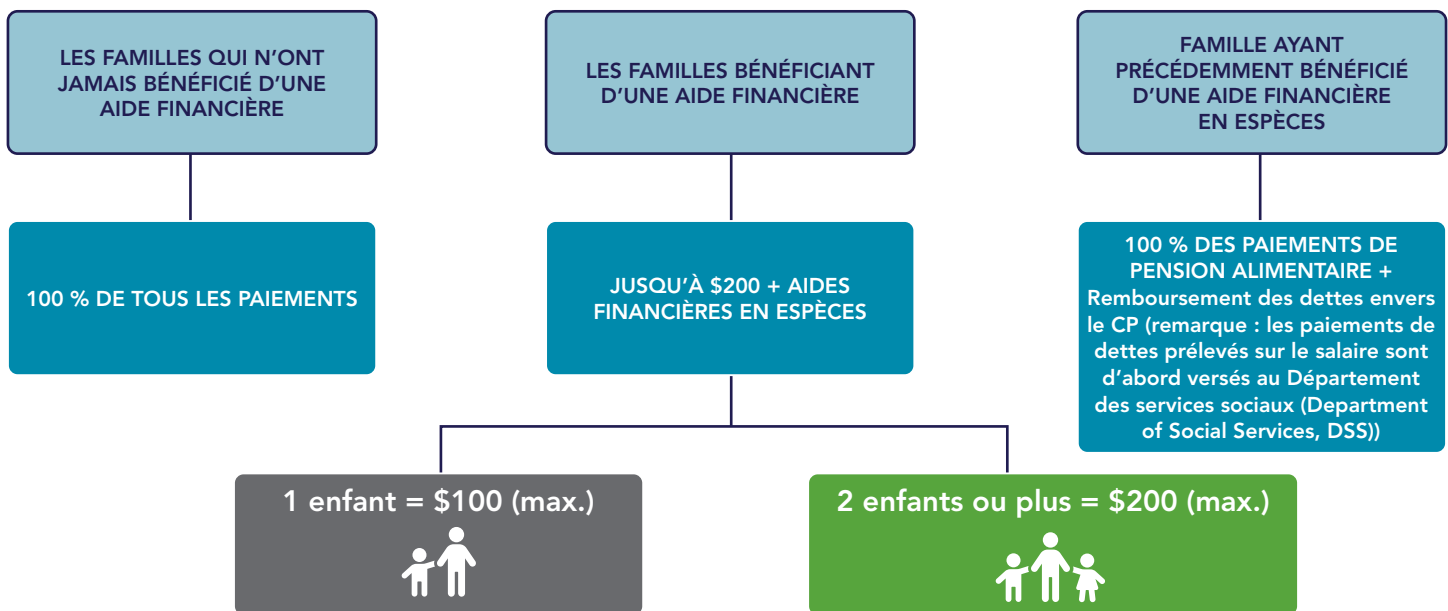 LES FAMILLES QUI N'ONT
JAMAIS BÉNÉFICIÉ D'UNE
AIDE FINANCIÈRE
100 % DE TOUS LES PAIEMENTS
LES FAMILLES BÉNÉFICIANT
D'UNE AIDE FINANCIÈRE
JUSQU'À $200 + AIDES
FINANCIÈRES EN ESPÈCES
1 enfant = $100 (max.)
2 enfants ou plus = $200 (max.)
FAMILLE AYANT
PRÉCÉDEMMENT BÉNÉFICIÉ
D'UNE AIDE FINANCIÈRE
EN ESPÈCES
100 % DES PAIEMENTS DE
PENSION ALIMENTAIRE +
Remboursement des dettes envers
le CP (remarque : les paiements de
dettes prélevés sur le salaire sont
d'abord versés au Département
des services sociaux (Department
of Social Services, DSS))